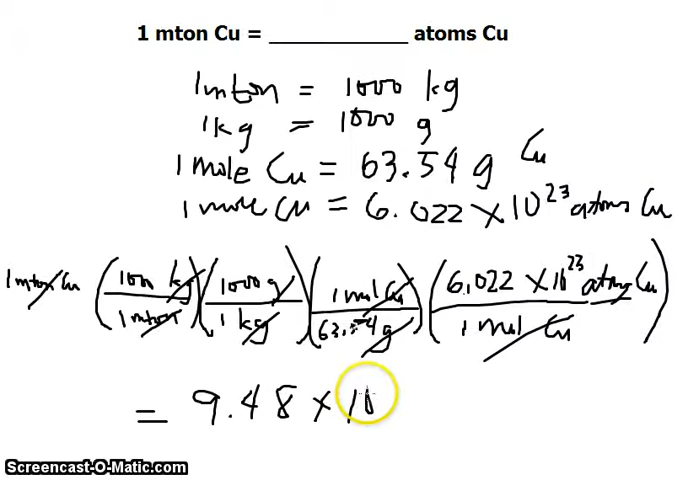 1 mton Cu = ____________ atoms Cu
1mton = 1000 kg
1kg = 1000 g
1 mole Cu = 63.54 g Cu
1 mole Cu = 6.022 × 10^23 atoms Cu
1mton Cu (1000 kg / 1 mton) (1000 g / 1 kg) (1 mol Cu / 63.54 g) (6.022 × 10^23 atoms Cu / 1 mol Cu)
= 9.48 × 10
Screencast-O-Matic.com